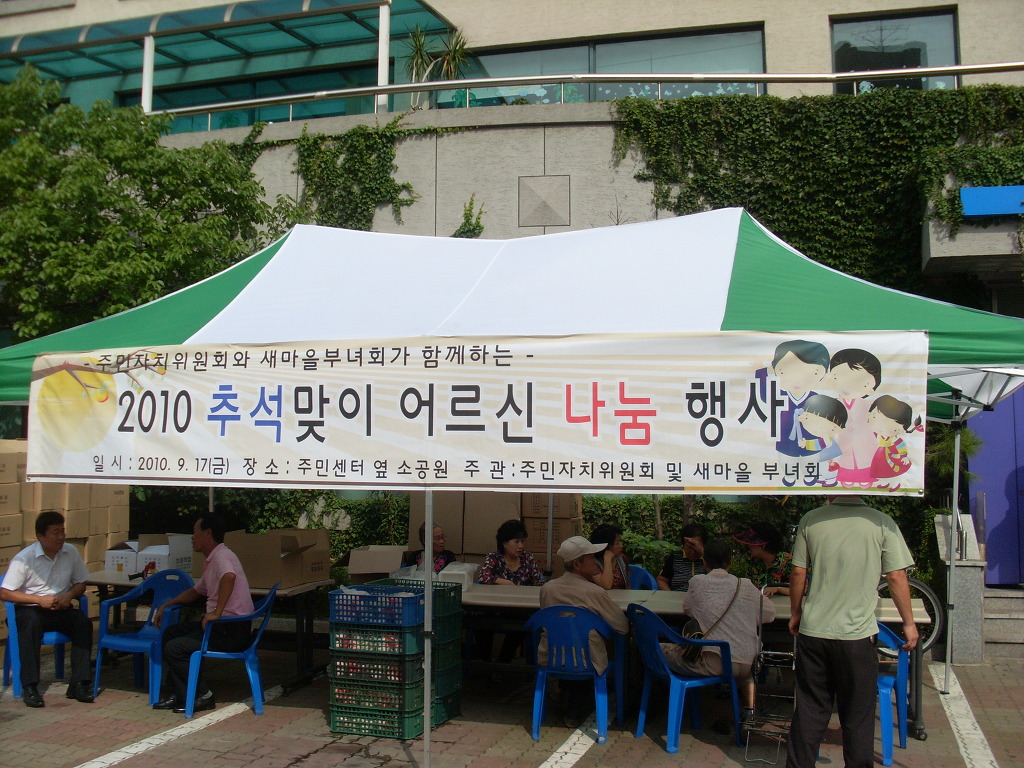 - 주민자치위원회와 새마을부녀회가 함께하는 -
2010 추석맞이 어르신 나눔 행사
일 시 : 2010. 9. 17(금) 장 소 : 주민센터 옆 소공원 주 관 : 주민자치위원회 및 새마을 부녀회